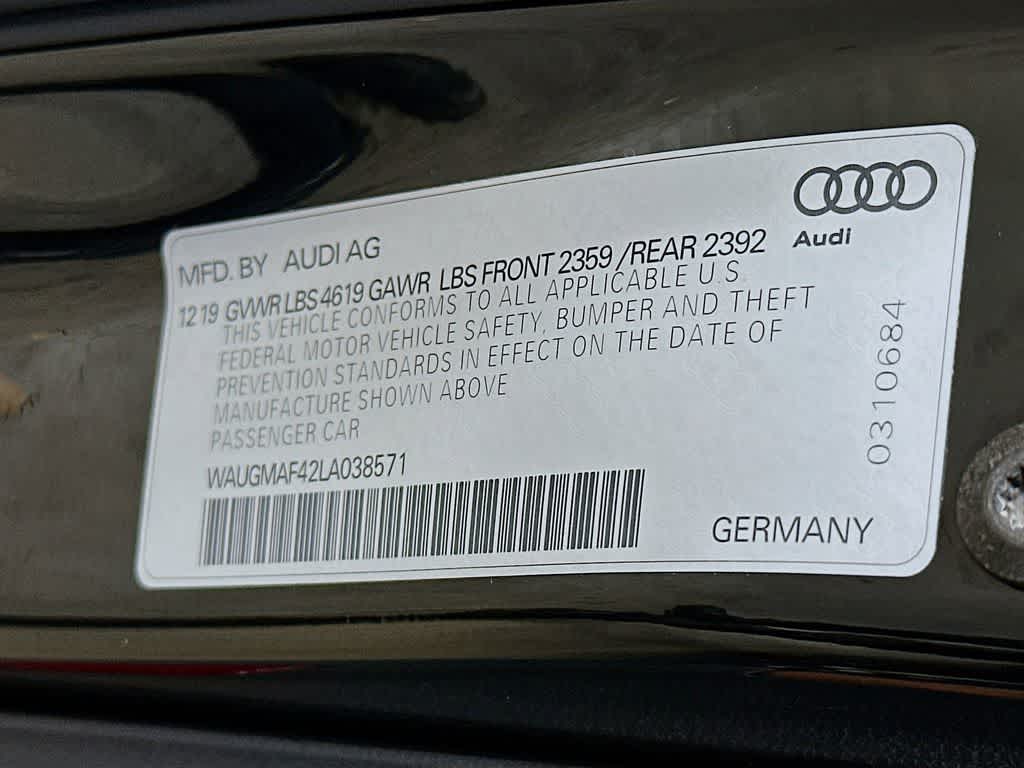 Audi
MFD. BY AUDI AG
12 19 GVWR LBS 4619 GAWR LBS FRONT 2359 /REAR 2392
THIS VEHICLE CONFORMS TO ALL APPLICABLE U.S.
FEDERAL MOTOR VEHICLE SAFETY, BUMPER AND THEFT
PREVENTION STANDARDS IN EFFECT ON THE DATE OF
MANUFACTURE SHOWN ABOVE
PASSENGER CAR
WAUGMAF42LA038571
GERMANY
0310684